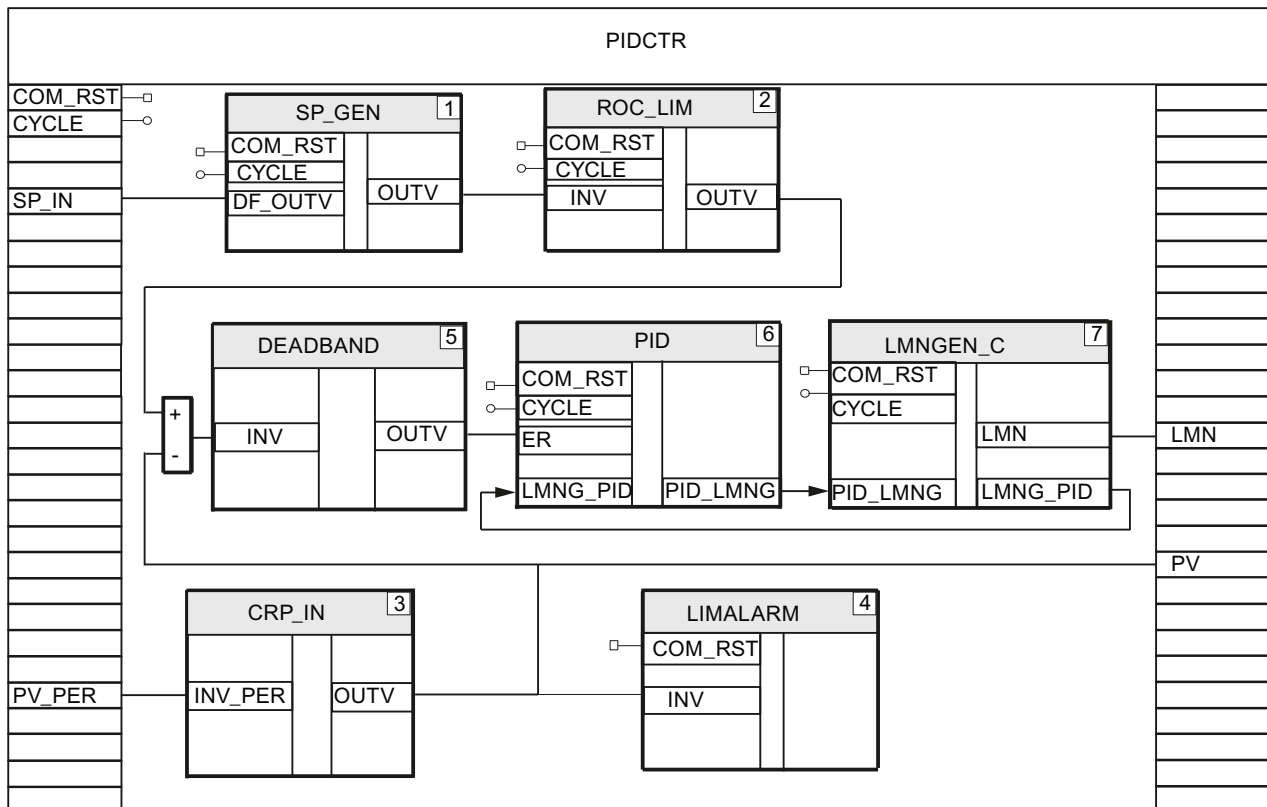 PIDCTR
COM_RST
CYCLE
SP_IN
PV_PER
SP_GEN 1
COM_RST
CYCLE
DF_OUTV
OUTV
ROC_LIM 2
COM_RST
CYCLE
INV
OUTV
+
-
DEADBAND 5
INV
OUTV
PID 6
COM_RST
CYCLE
ER
LMNG_PID
PID_LMNG
LMNGEN_C 7
COM_RST
CYCLE
PID_LMNG
LMN
LMNG_PID
CRP_IN 3
INV_PER
OUTV
LIMALARM 4
COM_RST
INV
LMN
PV